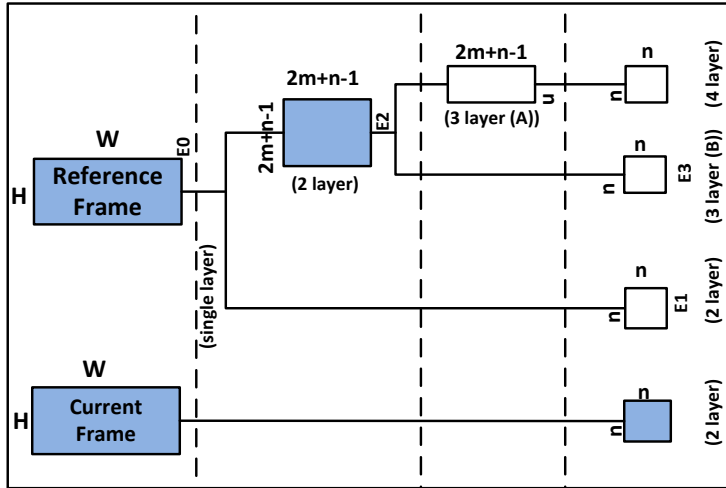 2m+n-1
n
2m+n-1
n
n
(4 layer)
(3 layer (A))
W
E0
2m+n-1
E2
(2 layer)
n
E3
(3 layer (B))
H
Reference
Frame
(single layer)
n
n
E1
(2 layer)
W
H
Current
Frame
n
n
(2 layer)